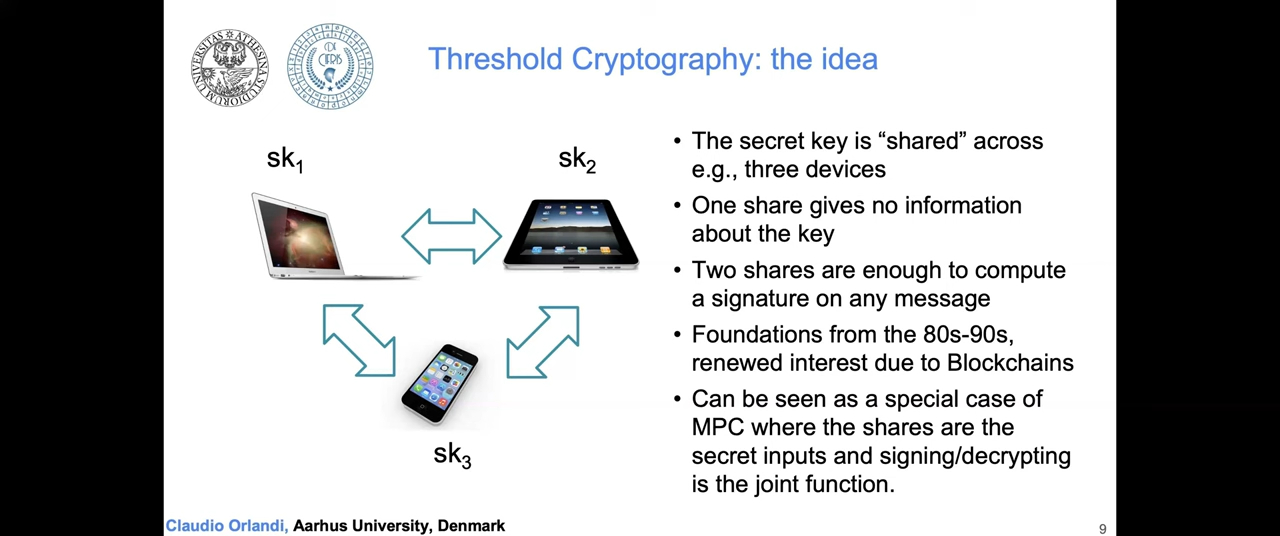 Threshold Cryptography: the idea
sk₁
sk₂
sk₃
• The secret key is “shared” across
e.g., three devices
• One share gives no information
about the key
• Two shares are enough to compute
a signature on any message
• Foundations from the 80s-90s,
renewed interest due to Blockchains
• Can be seen as a special case of
MPC where the shares are the
secret inputs and signing/decrypting
is the joint function.
Claudio Orlandi, Aarhus University, Denmark
9